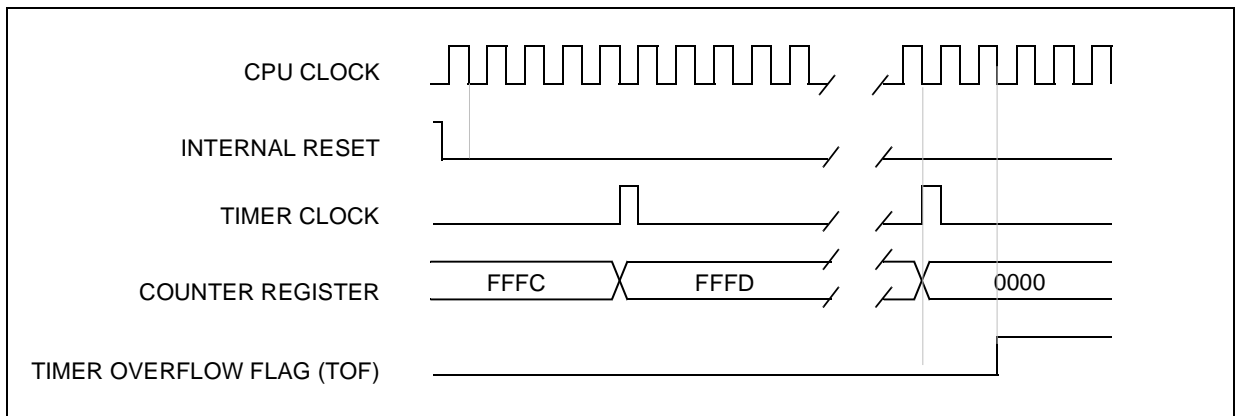 CPU CLOCK
INTERNAL RESET
TIMER CLOCK
COUNTER REGISTER
FFFC
FFFD
0000
TIMER OVERFLOW FLAG (TOF)